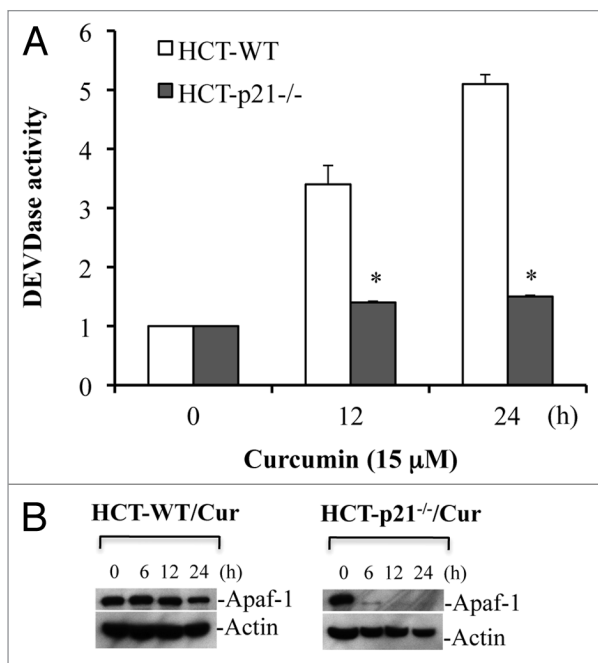 A
HCT-WT
HCT-p21-/-
DEVDase activity
6
5
4
3
2
1
0
*
*
0 12 24 (h)
Curcumin (15 µM)
B
HCT-WT/Cur
0 6 12 24 (h)
-Apaf-1
-Actin
HCT-p21-/-/Cur
0 6 12 24 (h)
-Apaf-1
-Actin